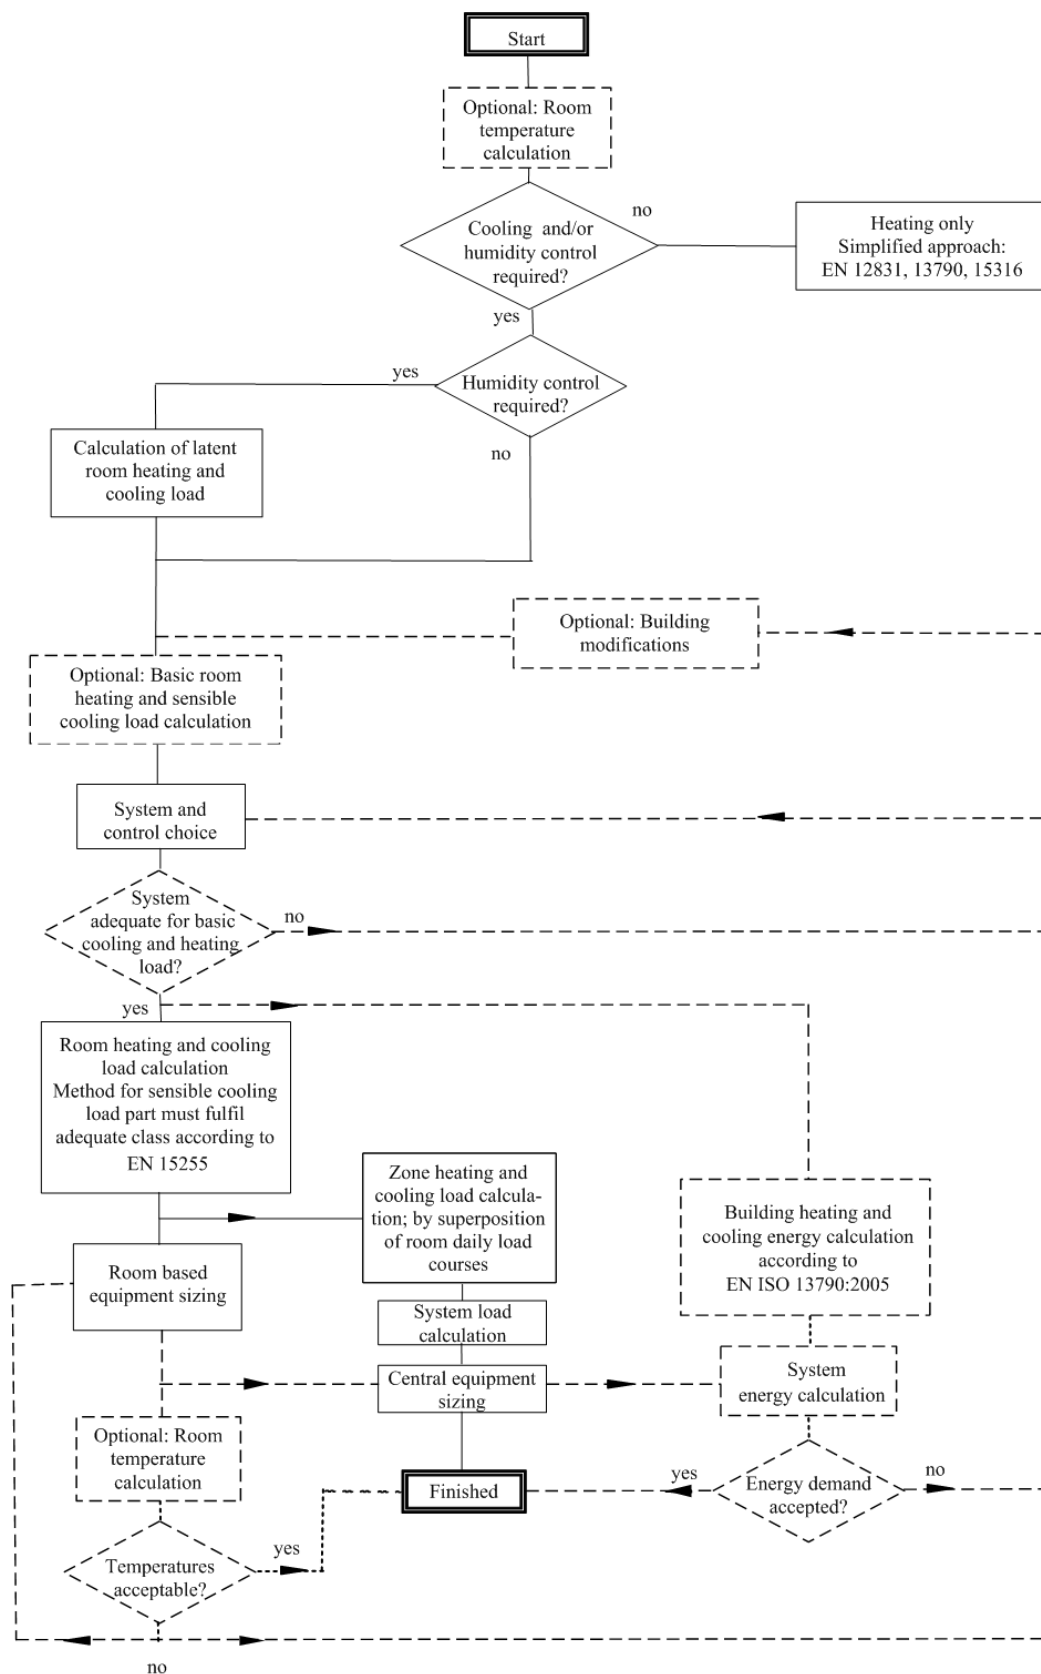 Start
Optional: Room
temperature
calculation
no
Cooling and/or
humidity control
required?
Heating only
Simplified approach:
EN 12831, 13790, 15316
yes
yes
Humidity control
required?
no
Calculation of latent
room heating and
cooling load
Optional: Building
modifications
Optional: Basic room
heating and sensible
cooling load calculation
System and
control choice
System
adequate for basic
cooling and heating
load?
no
yes
Room heating and cooling
load calculation
Method for sensible cooling
load part must fulfil
adequate class according to
EN 15255
Zone heating and
cooling load calcula-
tion; by superposition
of room daily load
courses
Building heating and
cooling energy calculation
according to
EN ISO 13790:2005
Room based
equipment sizing
System load
calculation
Central equipment
sizing
System
energy calculation
Optional: Room
temperature
calculation
Finished
yes
Energy demand
accepted?
no
Temperatures
acceptable?
yes
no